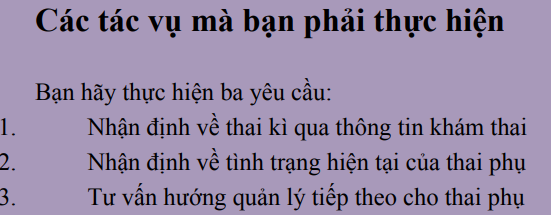 Các tác vụ mà bạn phải thực hiện
Bạn hãy thực hiện ba yêu cầu:
1. Nhận định về thai kì qua thông tin khám thai
2. Nhận định về tình trạng hiện tại của thai phụ
3. Tư vấn hướng quản lý tiếp theo cho thai phụ